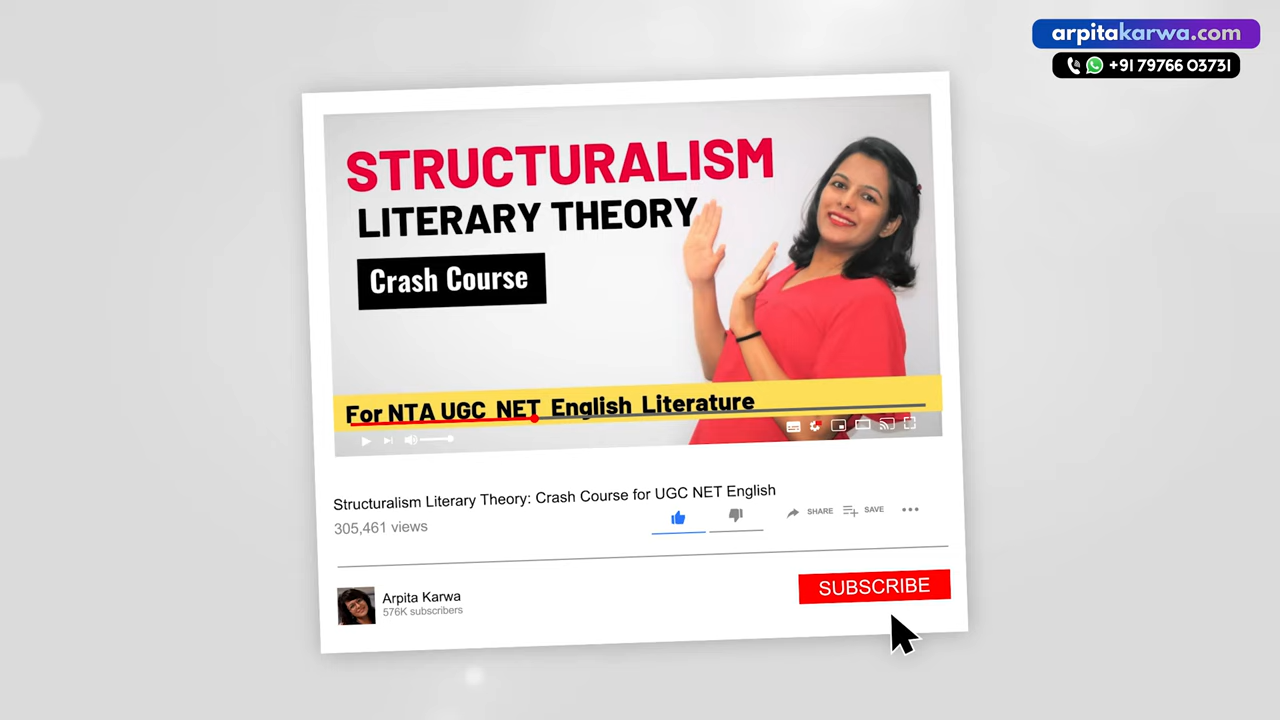 arpitakarwa.com
+91 79766 03731
STRUCTURALISM
LITERARY THEORY
Crash Course
For NTA UGC NET English Literature
Structuralism Literary Theory: Crash Course for UGC NET English
305,461 views
SHARE
SAVE
Arpita Karwa
576K subscribers
SUBSCRIBE